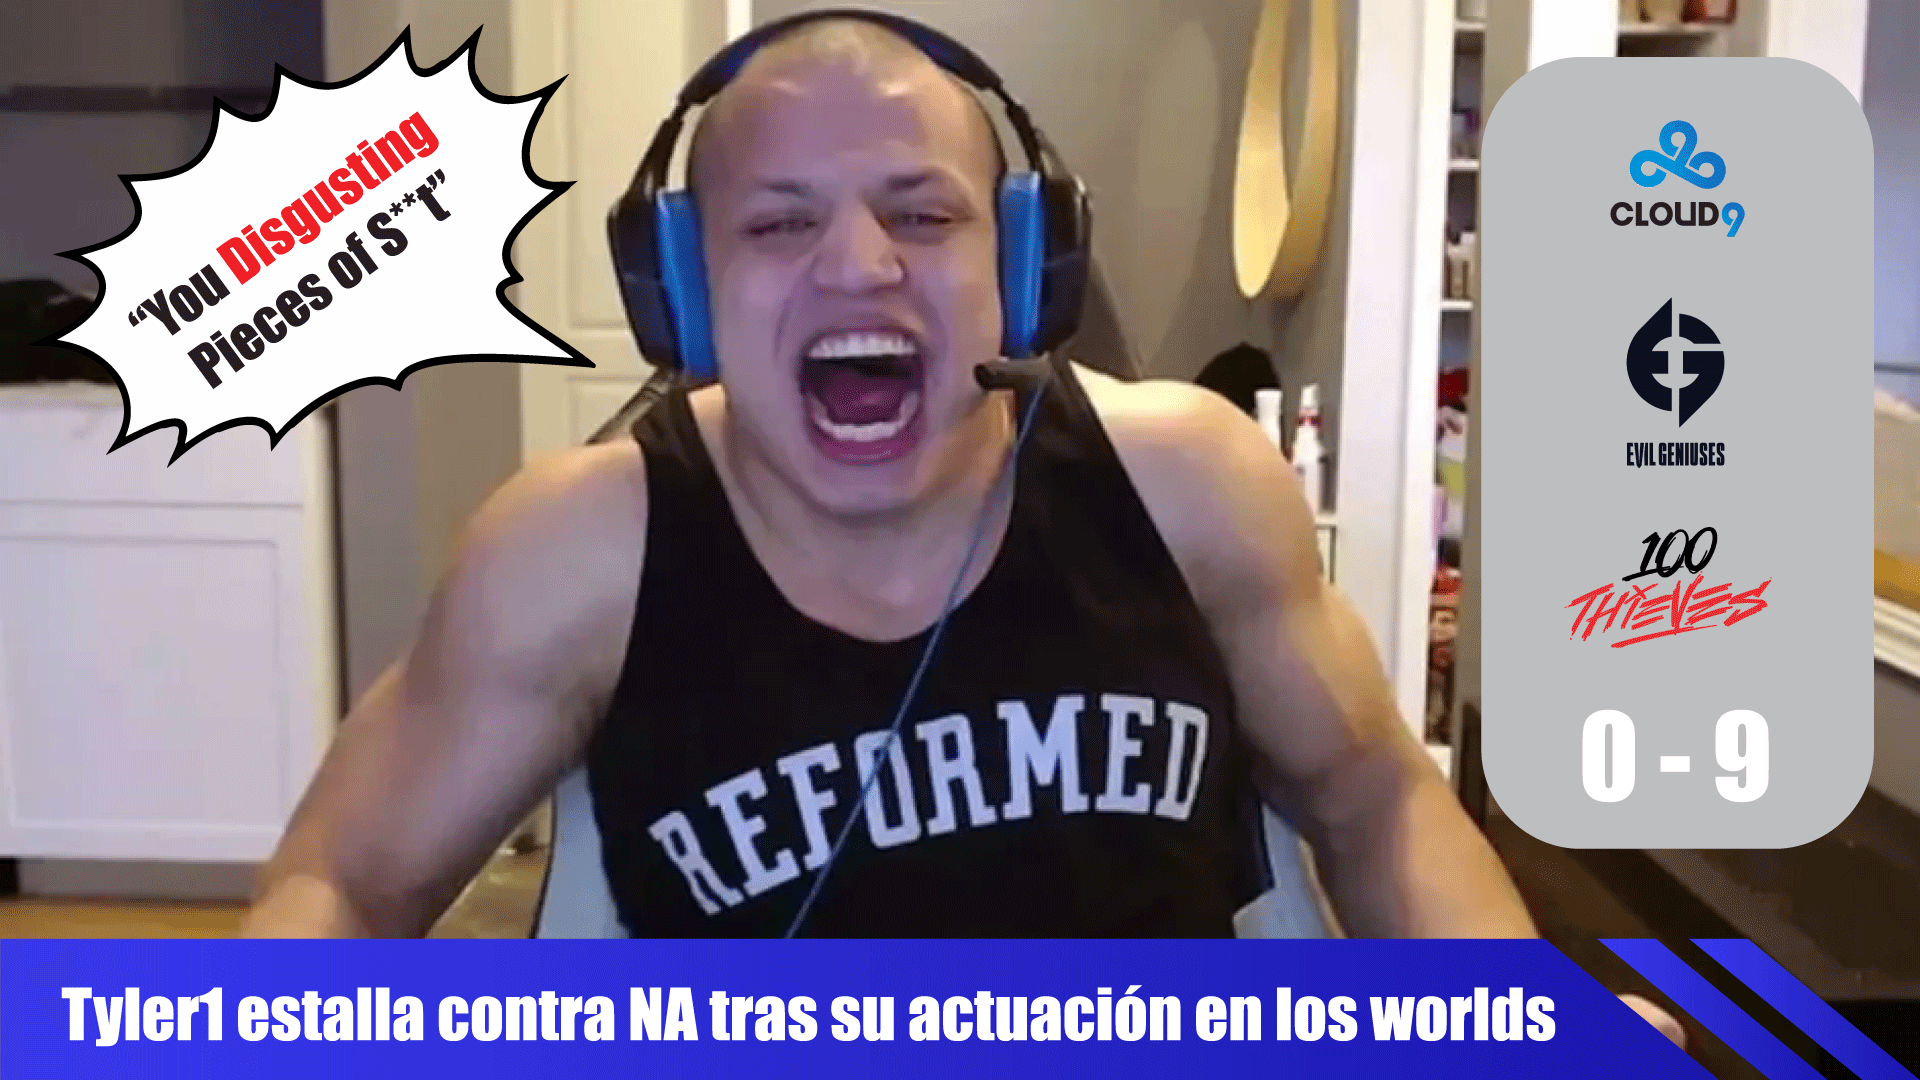 “You Disgusting
Pieces of S**t”
CLOUD9
EVIL GENIUSES
100
THIEVES
0 - 9
REFORMED
Tyler1 estalla contra NA tras su actuación en los worlds